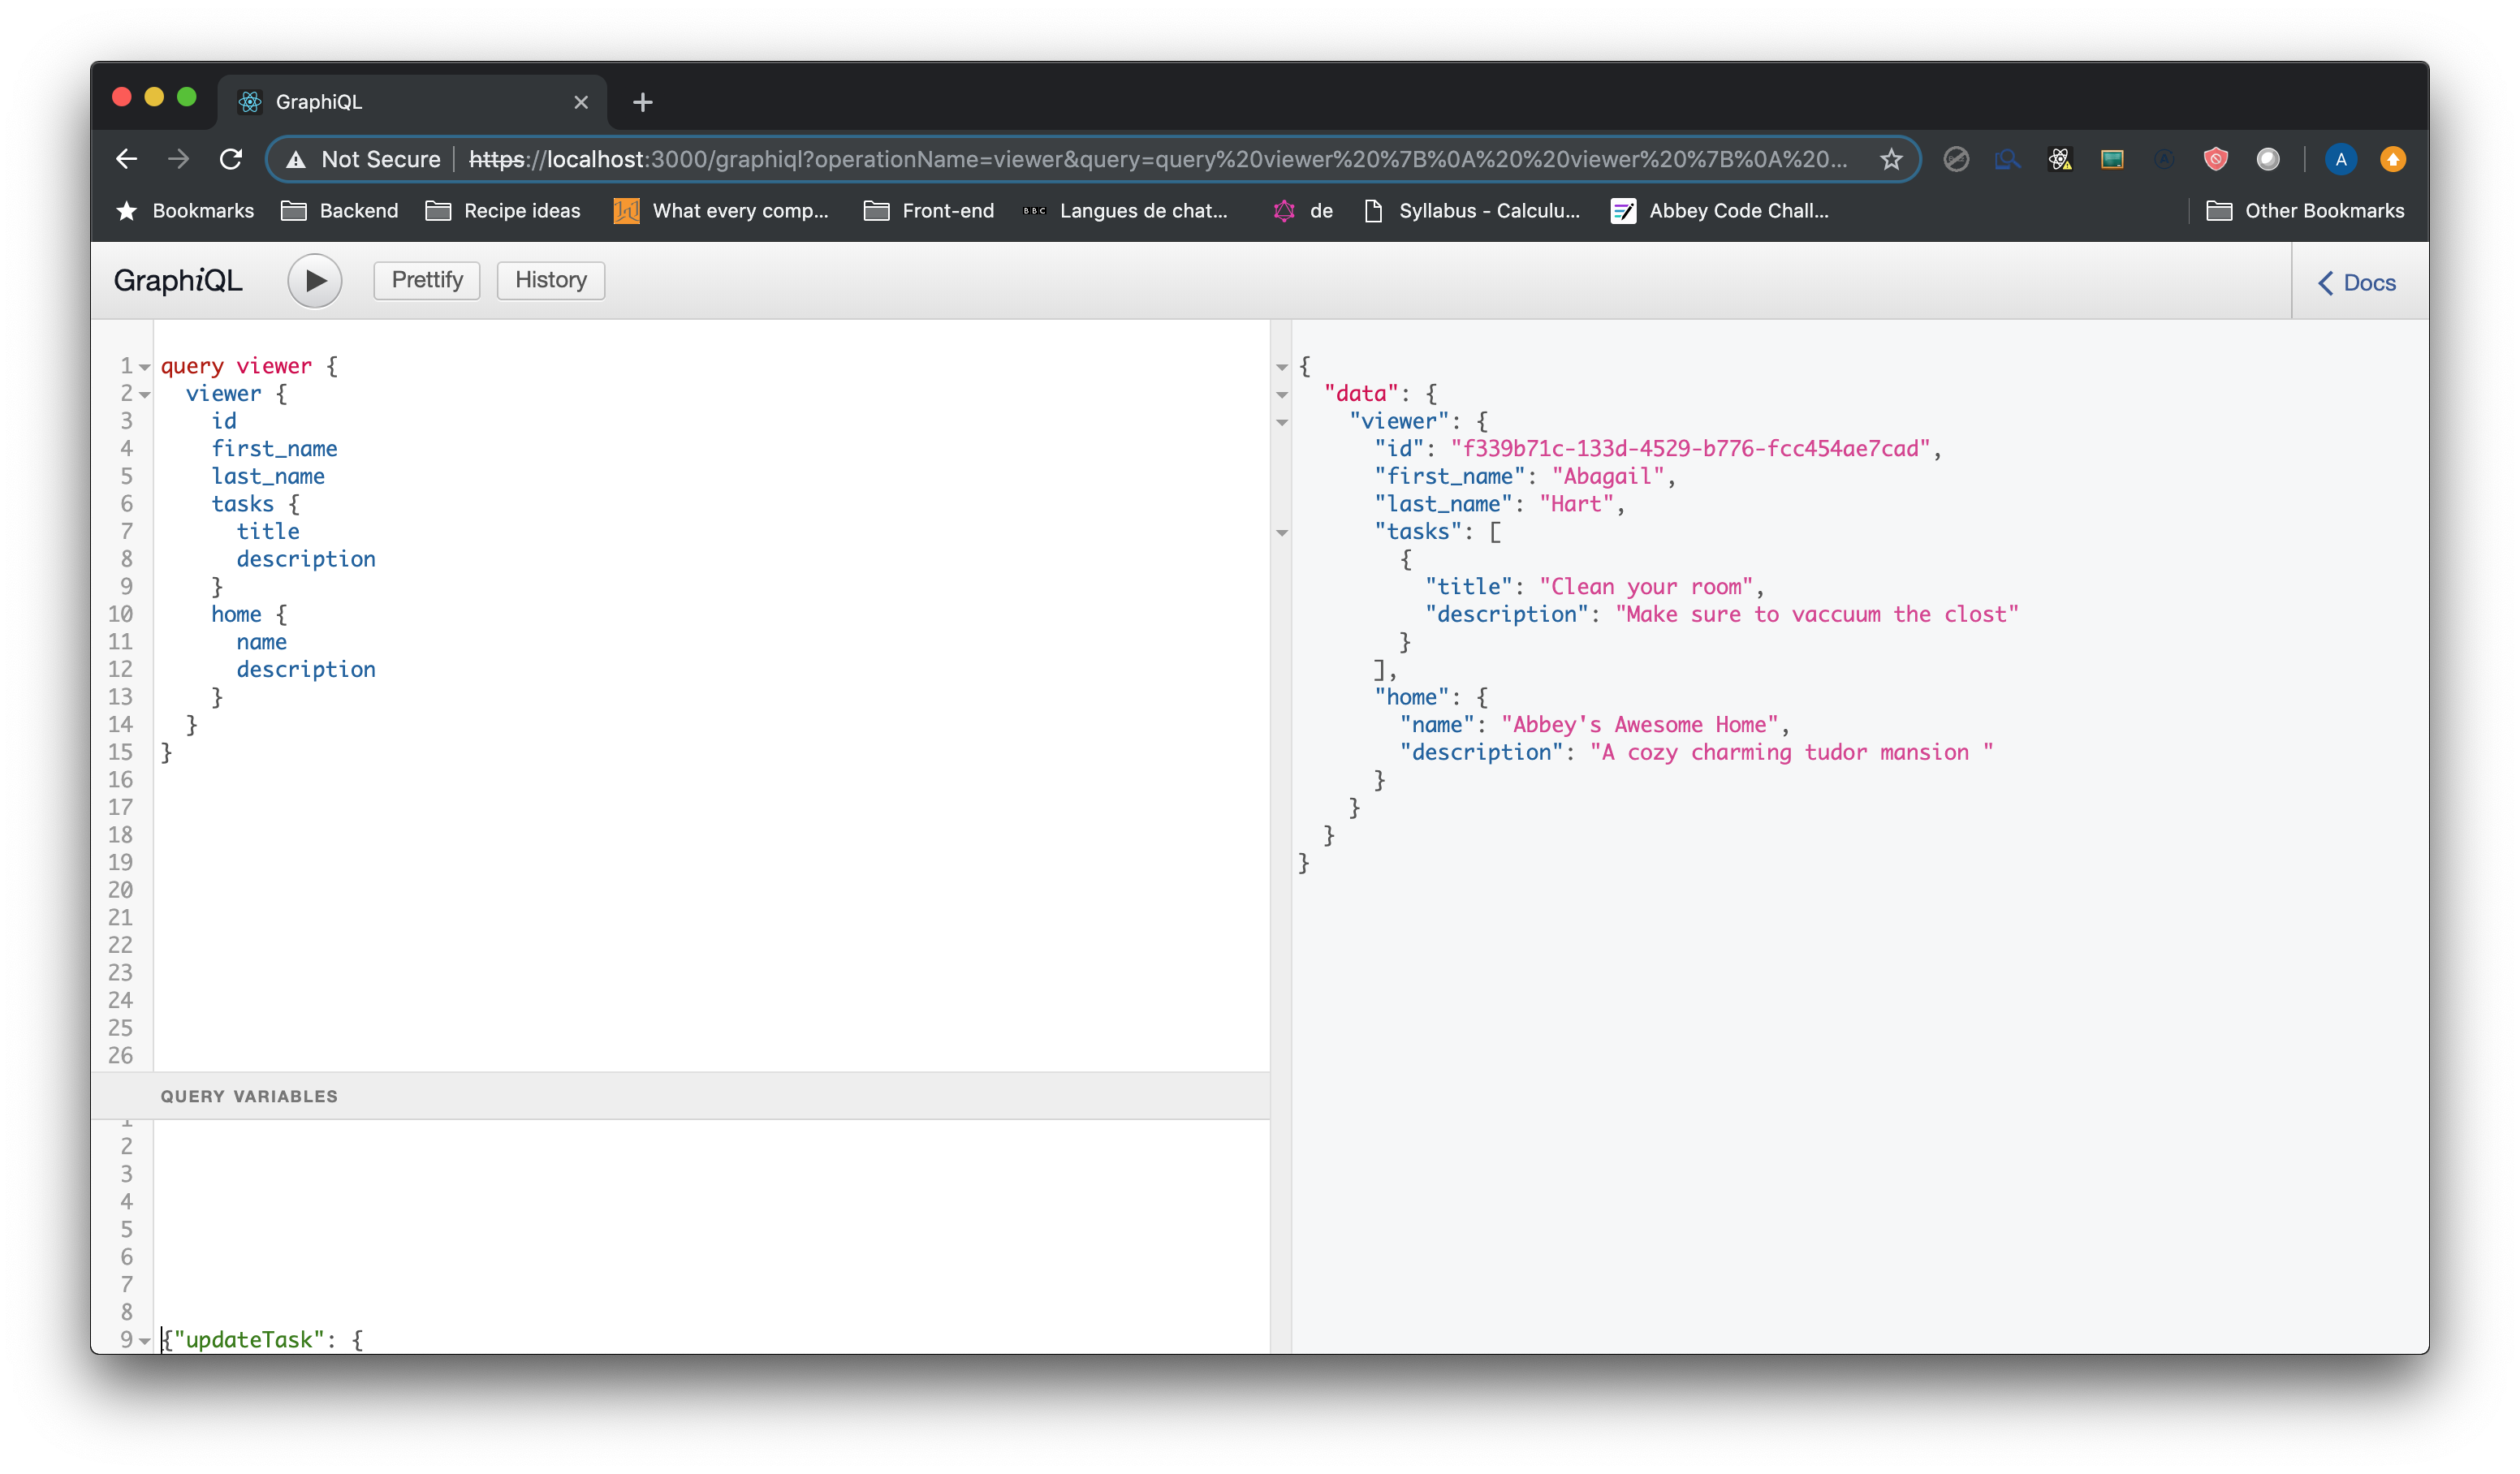 GraphiQL
Not Secure https://localhost:3000/graphiql?operationName=viewer&query=query%20viewer%20%7B%0A%20%20viewer%20%7B%0A%20... A
Bookmarks Backend Recipe ideas What every comp... Front-end BBC Langues de chat... de Syllabus - Calculu... Abbey Code Chall... Other Bookmarks
GraphiQL Prettify History Docs
1 query viewer {
2 viewer {
3 id
4 first_name
5 last_name
6 tasks {
7 title
8 description
9 }
10 home {
11 name
12 description
13 }
14 }
15 }
16
17
18
19
20
21
22
23
24
25
26
QUERY VARIABLES
1
2
3
4
5
6
7
8
9 {"updateTask": {
{
"data": {
"viewer": {
"id": "f339b71c-133d-4529-b776-fcc454ae7cad",
"first_name": "Abagail",
"last_name": "Hart",
"tasks": [
{
"title": "Clean your room",
"description": "Make sure to vaccuum the clost"
}
],
"home": {
"name": "Abbey's Awesome Home",
"description": "A cozy charming tudor mansion "
}
}
}
}